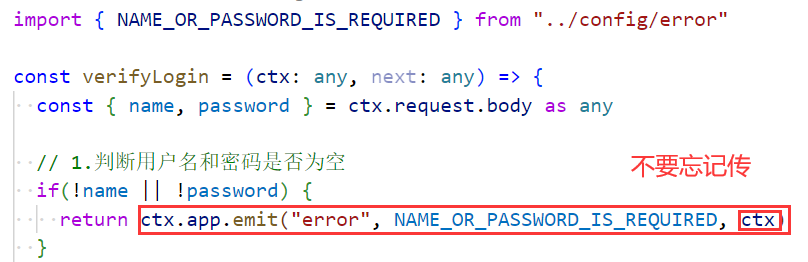 import { NAME_OR_PASSWORD_IS_REQUIRED } from "../config/error"
const verifyLogin = (ctx: any, next: any) => {
const { name, password } = ctx.request.body as any
// 1.判断用户名和密码是否为空
不要忘记传
if(!name || !password) {
return ctx.app.emit("error", NAME_OR_PASSWORD_IS_REQUIRED, ctx)
}